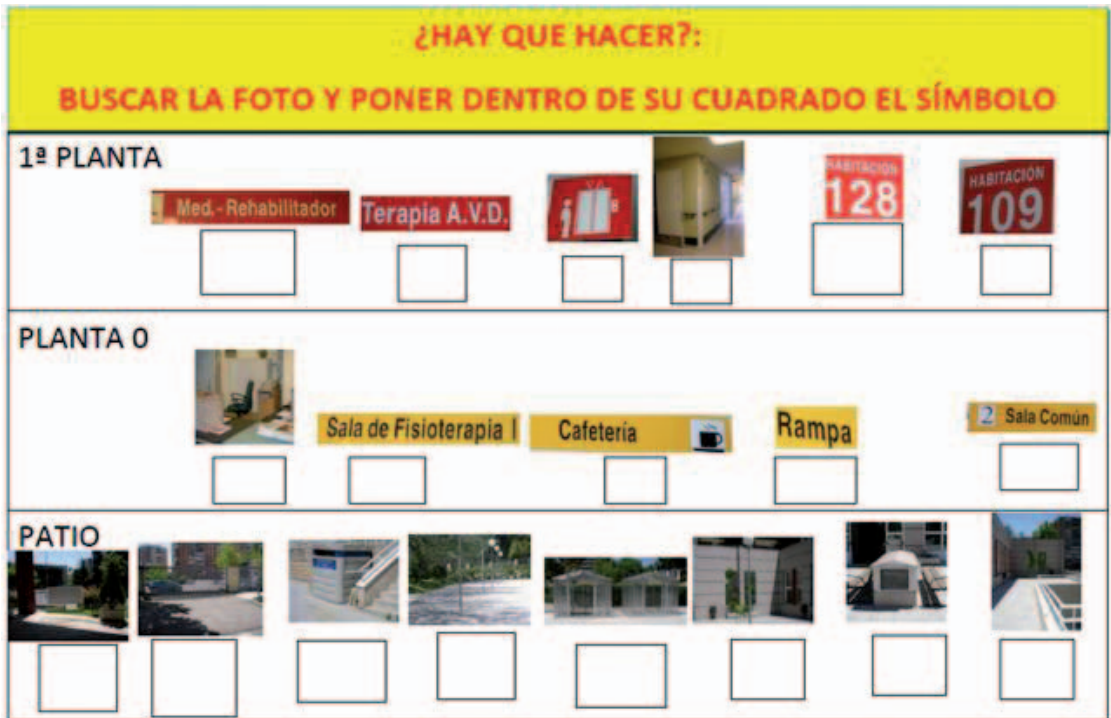 ¿HAY QUE HACER?:
BUSCAR LA FOTO Y PONER DENTRO DE SU CUADRADO EL SÍMBOLO
1ª PLANTA
Med.-Rehabilitador
Terapia A.V.D.
HABITACIÓN
128
HABITACIÓN
109
PLANTA 0
Sala de Fisioterapia I
Cafetería
Rampa
2 Sala Común
PATIO